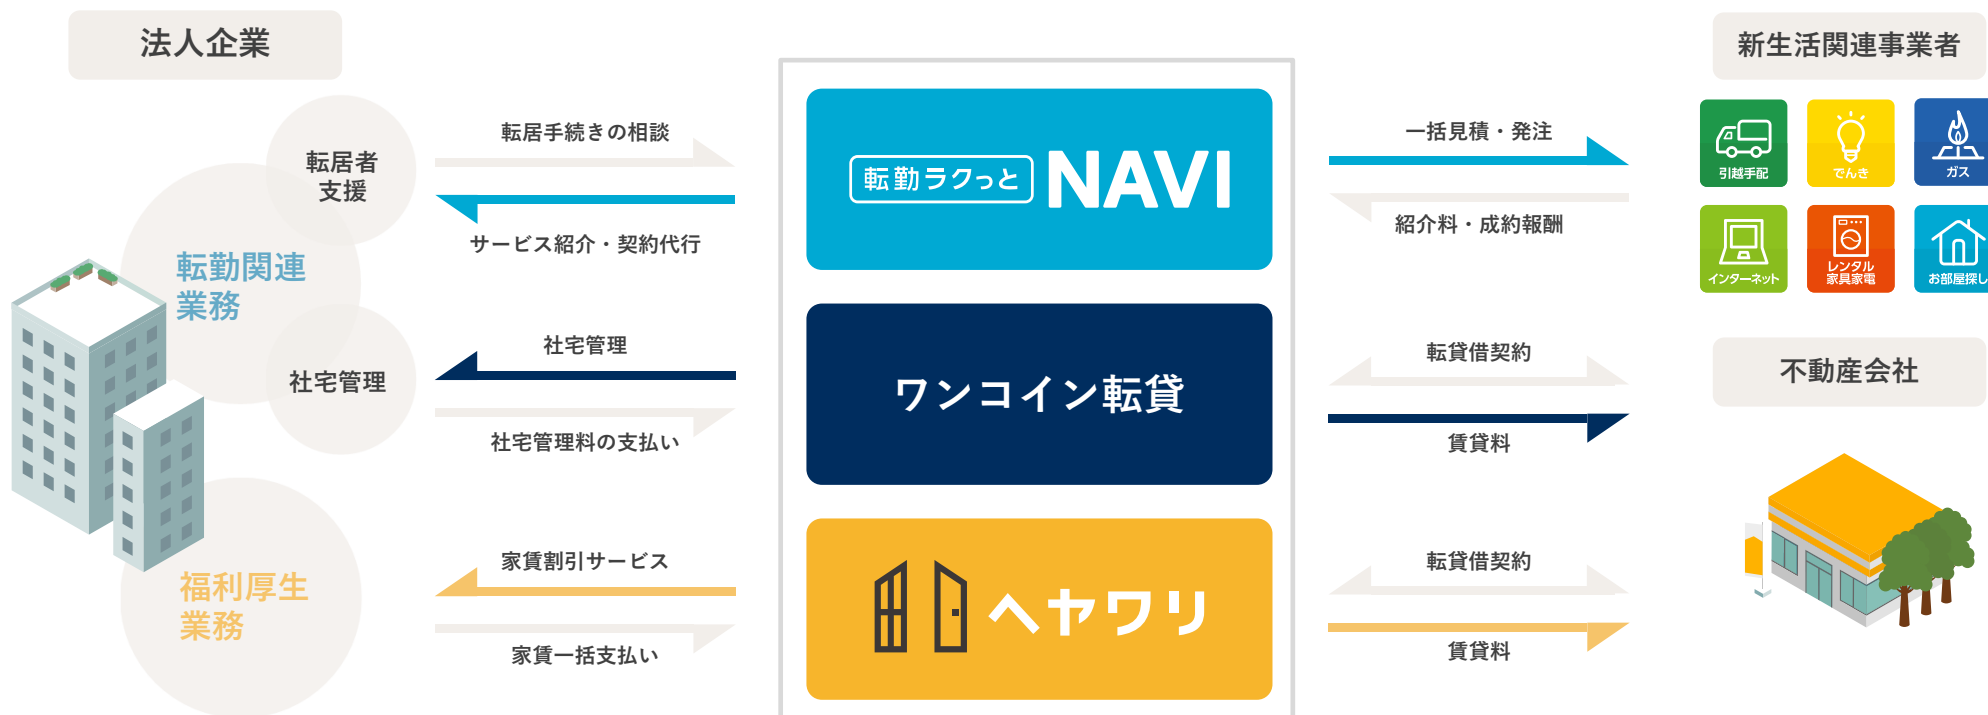 法人企業
転居者
支援
転勤関連
業務
社宅管理
福利厚生
業務
転居手続きの相談
サービス紹介・契約代行
社宅管理
社宅管理料の支払い
家賃割引サービス
家賃一括支払い
転勤ラクっと NAVI
ワンコイン転貸
ヘヤワリ
一括見積・発注
紹介料・成約報酬
転貸借契約
賃貸料
転貸借契約
賃貸料
新生活関連事業者
引越手配
でんき
ガス
インターネット
レンタル
家具家電
お部屋探し
不動産会社